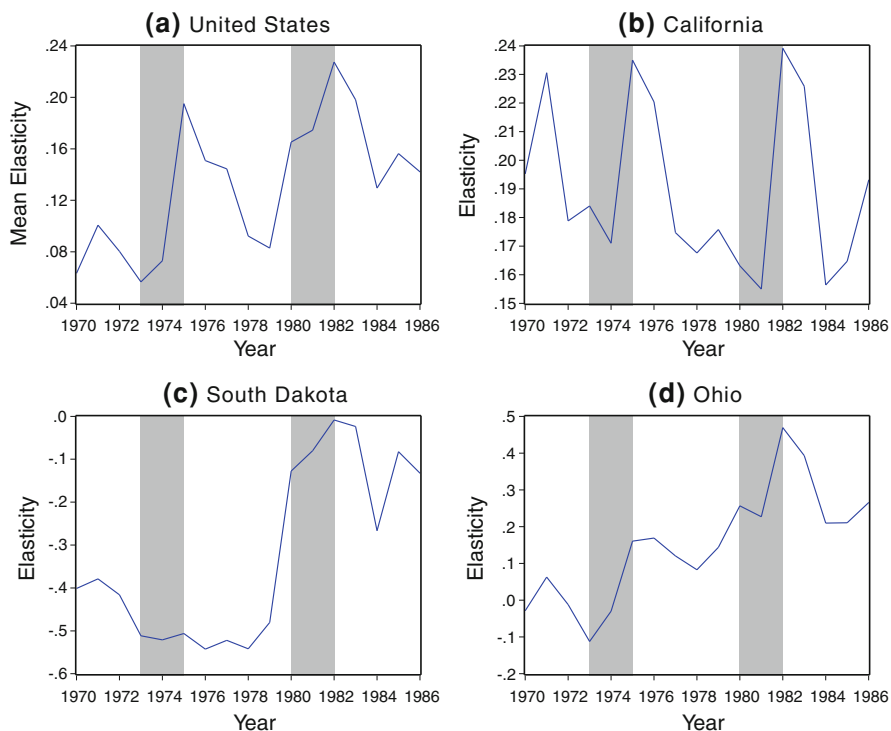 (a) United States
.24
.20
.16
.12
.08
.04
Mean Elasticity
1970 1972 1974 1976 1978 1980 1982 1984 1986
Year
(b) California
.24
.23
.22
.21
.20
.19
.18
.17
.16
.15
Elasticity
1970 1972 1974 1976 1978 1980 1982 1984 1986
Year
(c) South Dakota
.0
-.1
-.2
-.3
-.4
-.5
-.6
Elasticity
1970 1972 1974 1976 1978 1980 1982 1984 1986
Year
(d) Ohio
.5
.4
.3
.2
.1
.0
-.1
-.2
Elasticity
1970 1972 1974 1976 1978 1980 1982 1984 1986
Year